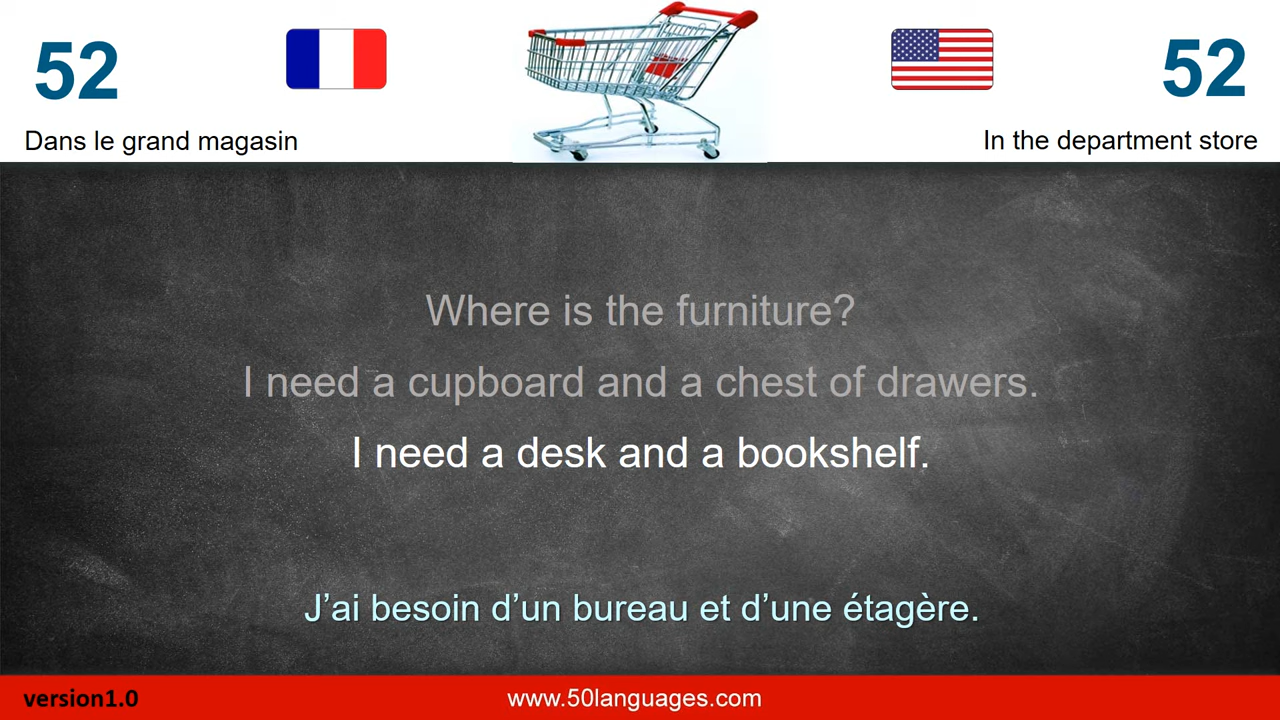 52
52
Dans le grand magasin
In the department store
Where is the furniture?
I need a cupboard and a chest of drawers.
I need a desk and a bookshelf.
J’ai besoin d’un bureau et d’une étagère.
version1.0
www.50languages.com